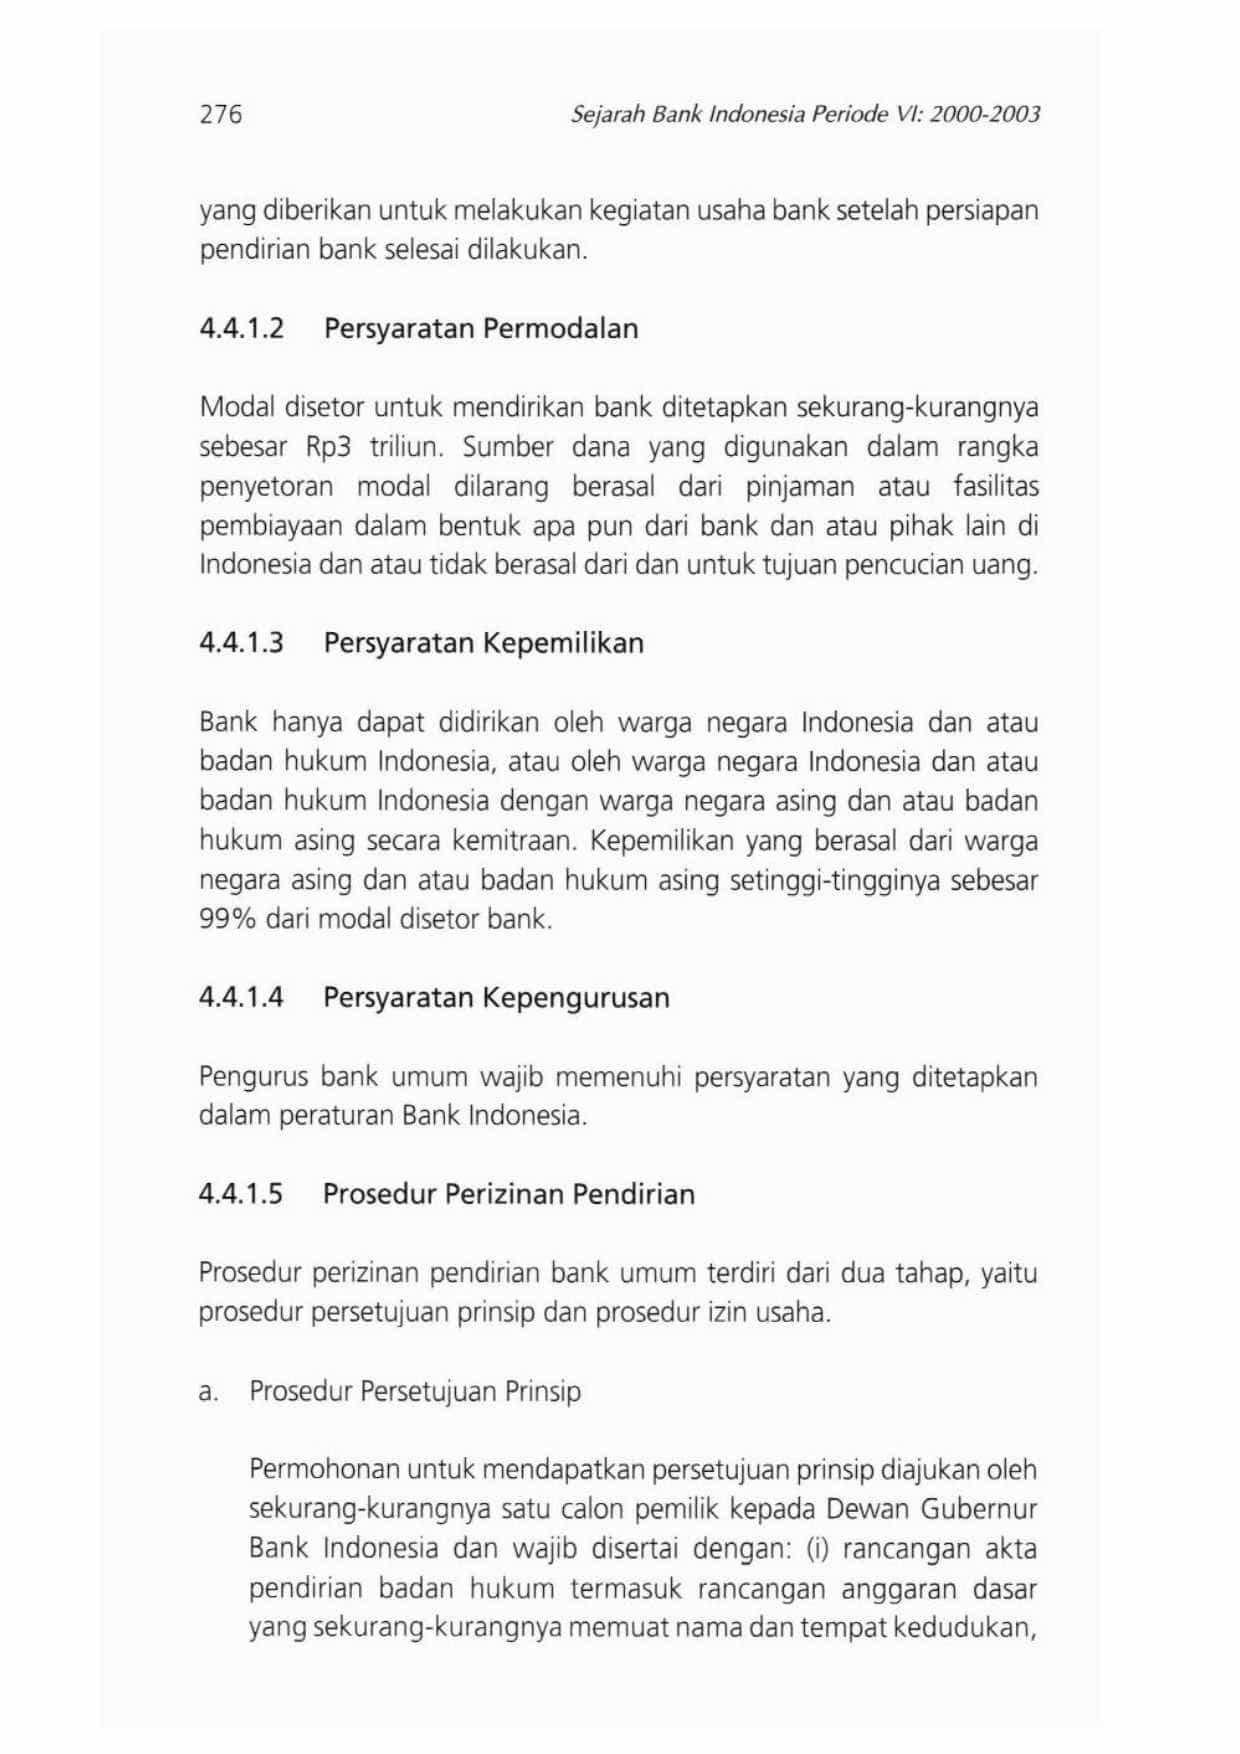 276
Sejarah Bank Indonesia Periode VI: 2000-2003
yang diberikan untuk melakukan kegiatan usaha bank setelah persiapan
pendirian bank selesai dilakukan.
4.4.1.2 Persyaratan Permodalan
Modal disetor untuk mendirikan bank ditetapkan sekurang-kurangnya
sebesar Rp3 triliun. Sumber dana yang digunakan dalam rangka
penyetoran modal dilarang berasal dari pinjaman atau fasilitas
pembiayaan dalam bentuk apa pun dari bank dan atau pihak lain di
Indonesia dan atau tidak berasal dari dan untuk tujuan pencucian uang.
4.4.1.3 Persyaratan Kepemilikan
Bank hanya dapat didirikan oleh warga negara Indonesia dan atau
badan hukum Indonesia, atau oleh warga negara Indonesia dan atau
badan hukum Indonesia dengan warga negara asing dan atau badan
hukum asing secara kemitraan. Kepemilikan yang berasal dari warga
negara asing dan atau badan hukum asing setinggi-tingginya sebesar
99% dari modal disetor bank.
4.4.1.4 Persyaratan Kepengurusan
Pengurus bank umum wajib memenuhi persyaratan yang ditetapkan
dalam peraturan Bank Indonesia.
4.4.1.5 Prosedur Perizinan Pendirian
Prosedur perizinan pendirian bank umum terdiri dari dua tahap, yaitu
prosedur persetujuan prinsip dan prosedur izin usaha.
a. Prosedur Persetujuan Prinsip
Permohonan untuk mendapatkan persetujuan prinsip diajukan oleh
sekurang-kurangnya satu calon pemilik kepada Dewan Gubernur
Bank Indonesia dan wajib disertai dengan: (i) rancangan akta
pendirian badan hukum termasuk rancangan anggaran dasar
yang sekurang-kurangnya memuat nama dan tempat kedudukan,